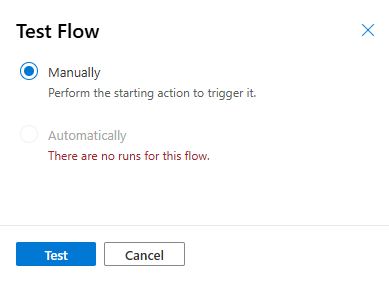 Test Flow
Manually
Perform the starting action to trigger it.
Automatically
There are no runs for this flow.
Test
Cancel